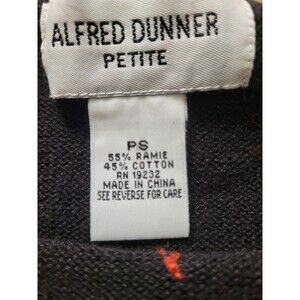 ALFRED DUNNER
PETITE
PS
55% RAMIE
45% COTTON
RN 19232
MADE IN CHINA
SEE REVERSE FOR CARE